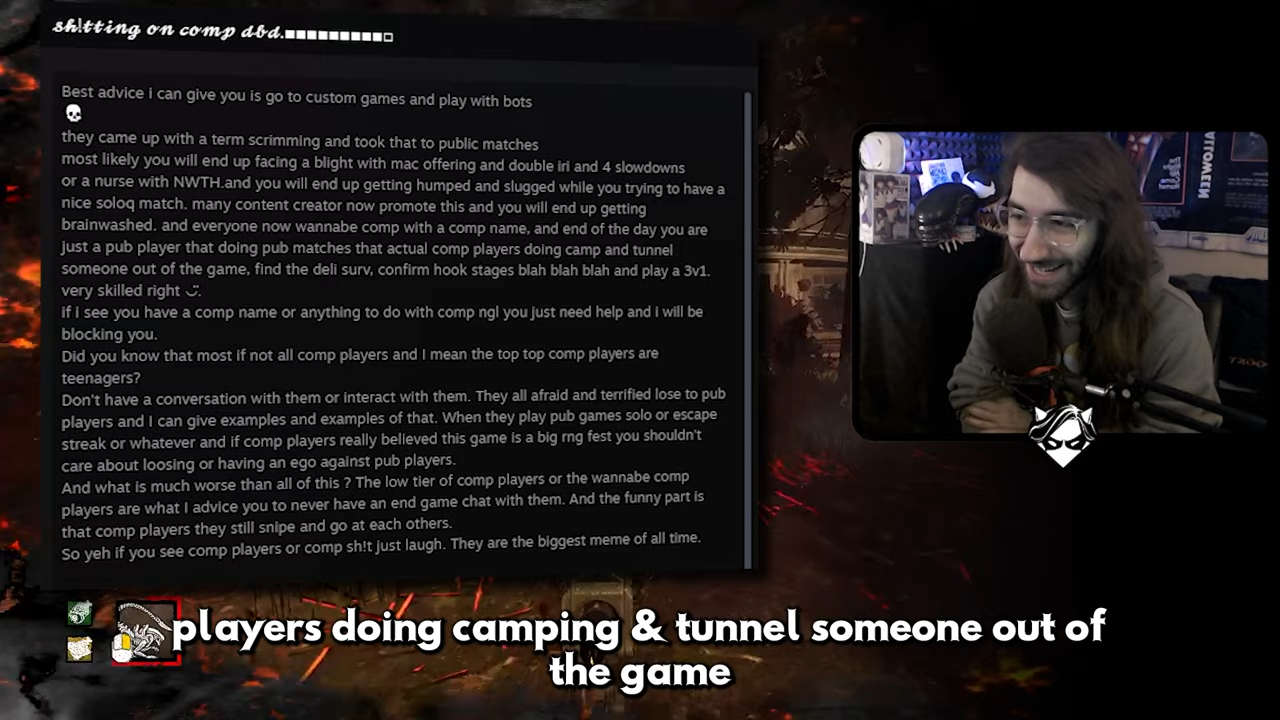 sh!tting on comp dbd.■■■■■■■■■□
Best advice i can give you is go to custom games and play with bots
💀
they came up with a term scrimming and took that to public matches
most likely you will end up facing a blight with mac offering and double iri and 4 slowdowns
or a nurse with NWTH.and you will end up getting humped and slugged while you trying to have a
nice soloq match. many content creator now promote this and you will end up getting
brainwashed. and everyone now wannabe comp with a comp name, and end of the day you are
just a pub player that doing pub matches that actual comp players doing camp and tunnel
someone out of the game, find the deli surv, confirm hook stages blah blah blah and play a 3v1.
very skilled right ツ.
if i see you have a comp name or anything to do with comp ngl you just need help and i will be
blocking you.
Did you know that most if not all comp players and I mean the top top comp players are
teenagers?
Don't have a conversation with them or interact with them. They all afraid and terrified lose to pub
players and I can give examples and examples of that. When they play pub games solo or escape
streak or whatever and if comp players really believed this game is a big rng fest you shouldn't
care about loosing or having an ego against pub players.
And what is much worse than all of this ? The low tier of comp players or the wannabe comp
players are what I advice you to never have an end game chat with them. And the funny part is
that comp players they still snipe and go at each others.
So yeh if you see comp players or comp sh!t just laugh. They are the biggest meme of all time.
HALLOWEEN
players doing camping & tunnel someone out of
the game